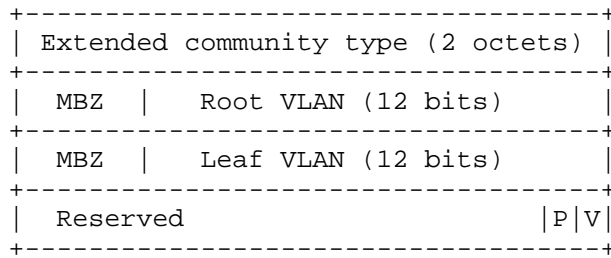 +------------------------------------+
| Extended community type (2 octets) |
+------------------------------------+
|  MBZ  |   Root VLAN (12 bits)      |
+------------------------------------+
|  MBZ  |   Leaf VLAN (12 bits)      |
+------------------------------------+
|  Reserved                      |P|V|
+------------------------------------+